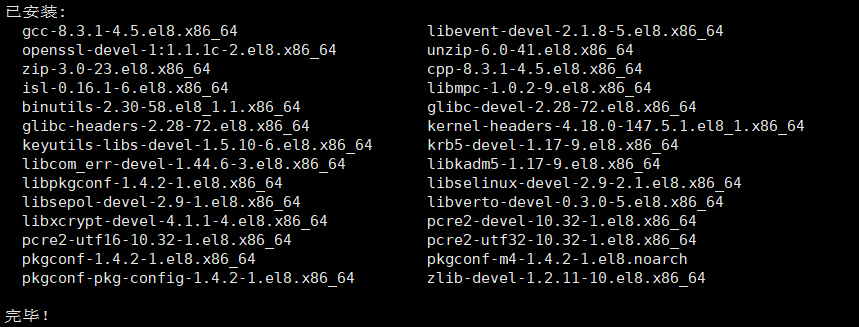 已安装:
gcc-8.3.1-4.5.el8.x86_64 libevent-devel-2.1.8-5.el8.x86_64
openssl-devel-1:1.1.1c-2.el8.x86_64 unzip-6.0-41.el8.x86_64
zip-3.0-23.el8.x86_64 cpp-8.3.1-4.5.el8.x86_64
isl-0.16.1-6.el8.x86_64 libmpc-1.0.2-9.el8.x86_64
binutils-2.30-58.el8_1.1.x86_64 glibc-devel-2.28-72.el8.x86_64
glibc-headers-2.28-72.el8.x86_64 kernel-headers-4.18.0-147.5.1.el8_1.x86_64
keyutils-libs-devel-1.5.10-6.el8.x86_64 krb5-devel-1.17-9.el8.x86_64
libcom_err-devel-1.44.6-3.el8.x86_64 libkadm5-1.17-9.el8.x86_64
libpkgconf-1.4.2-1.el8.x86_64 libselinux-devel-2.9-2.1.el8.x86_64
libsepol-devel-2.9-1.el8.x86_64 libverto-devel-0.3.0-5.el8.x86_64
libxcrypt-devel-4.1.1-4.el8.x86_64 pcre2-devel-10.32-1.el8.x86_64
pcre2-utf16-10.32-1.el8.x86_64 pcre2-utf32-10.32-1.el8.x86_64
pkgconf-1.4.2-1.el8.x86_64 pkgconf-m4-1.4.2-1.el8.noarch
pkgconf-pkg-config-1.4.2-1.el8.x86_64 zlib-devel-1.2.11-10.el8.x86_64
完毕！